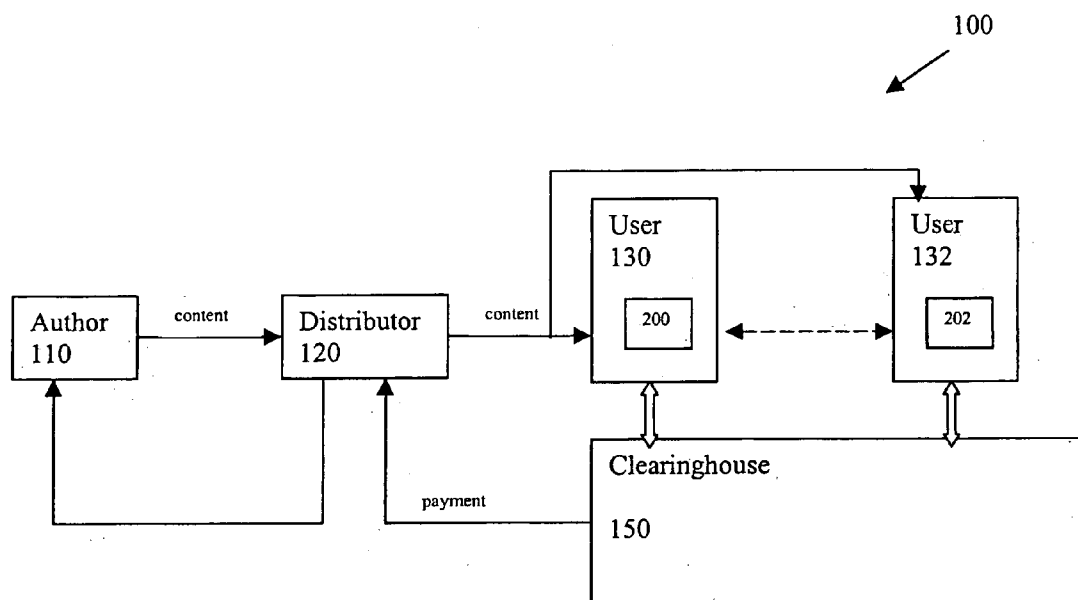 100
User
130
200
User
132
202
Author
110
content
Distributor
120
content
Clearinghouse
150
payment